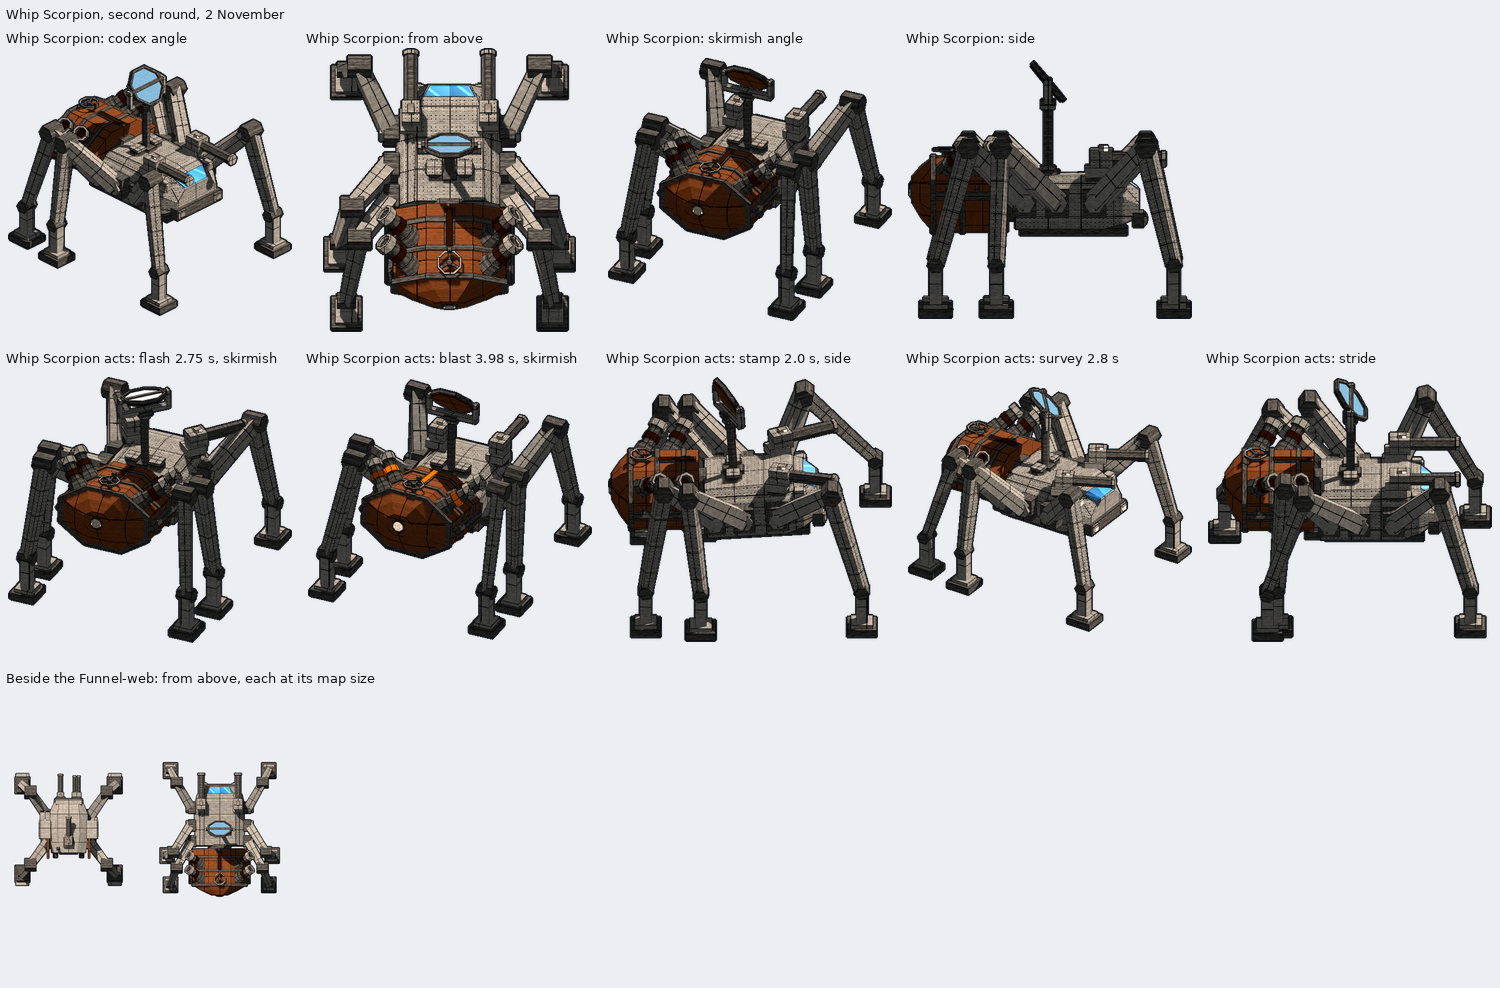 Whip Scorpion, second round, 2 November
Whip Scorpion: codex angle
Whip Scorpion: from above
Whip Scorpion: skirmish angle
Whip Scorpion: side
Whip Scorpion acts: flash 2.75 s, skirmish
Whip Scorpion acts: blast 3.98 s, skirmish
Whip Scorpion acts: stamp 2.0 s, side
Whip Scorpion acts: survey 2.8 s
Whip Scorpion acts: stride
Beside the Funnel-web: from above, each at its map size